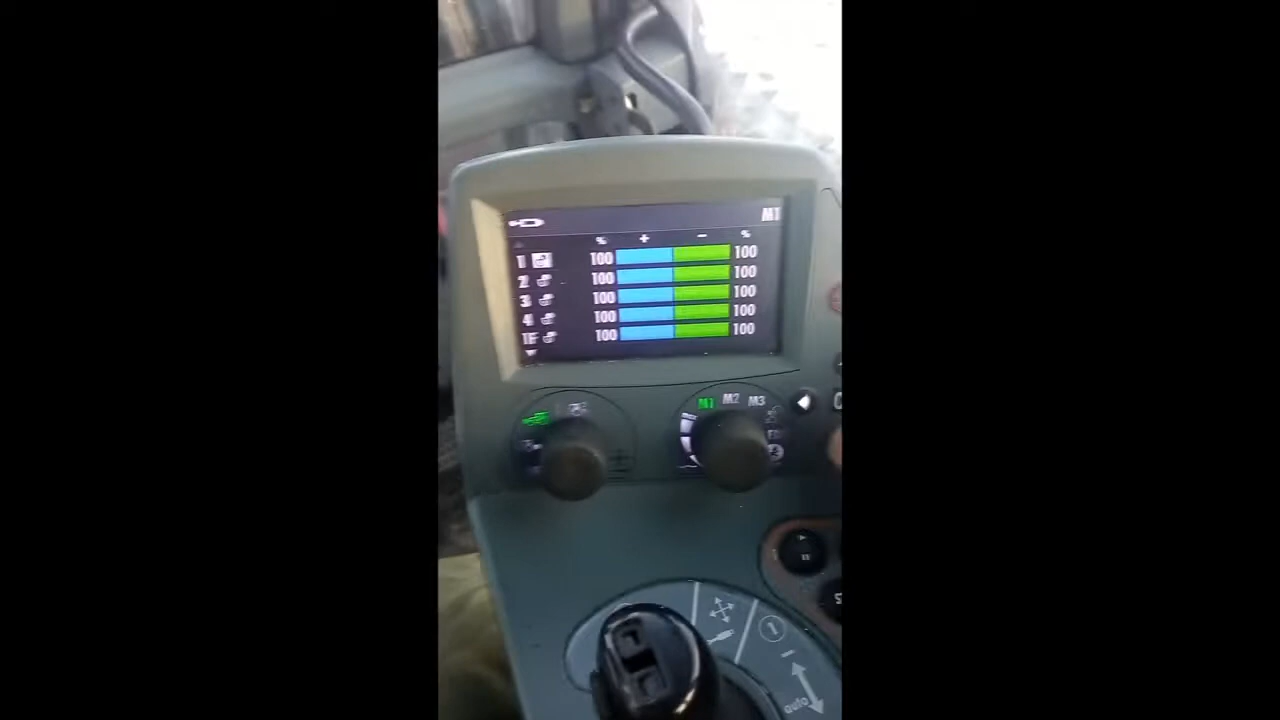 M1
% + − %
1 100 100
2 100 100
3 100 100
4 100 100
1F 100 100
M1 M2 M3
1
auto